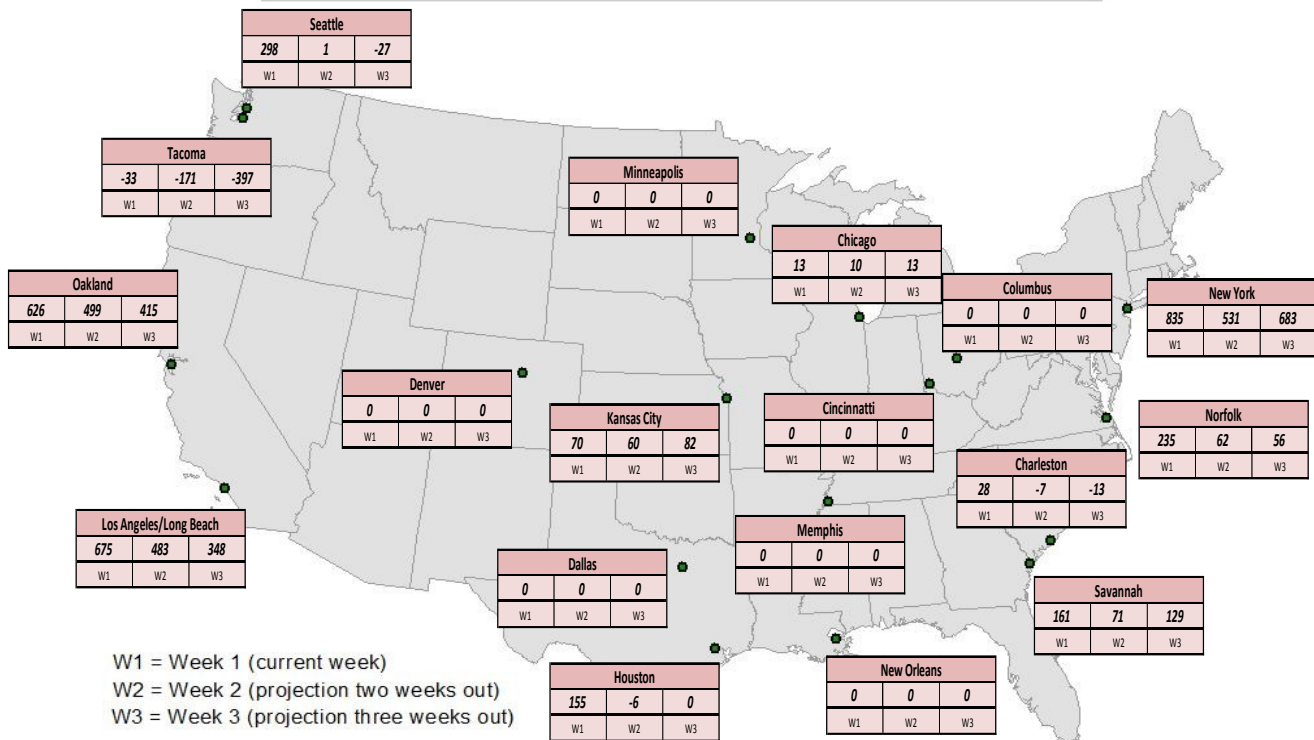 Seattle
298 1 -27
W1 W2 W3
Tacoma
-33 -171 -397
W1 W2 W3
Minneapolis
0 0 0
W1 W2 W3
Chicago
13 10 13
W1 W2 W3
Oakland
626 499 415
W1 W2 W3
Columbus
0 0 0
W1 W2 W3
New York
835 531 683
W1 W2 W3
Denver
0 0 0
W1 W2 W3
Kansas City
70 60 82
W1 W2 W3
Cincinnatti
0 0 0
W1 W2 W3
Norfolk
235 62 56
W1 W2 W3
Charleston
28 -7 -13
W1 W2 W3
Los Angeles/Long Beach
675 483 348
W1 W2 W3
Memphis
0 0 0
W1 W2 W3
Dallas
0 0 0
W1 W2 W3
Savannah
161 71 129
W1 W2 W3
Houston
155 -6 0
W1 W2 W3
New Orleans
0 0 0
W1 W2 W3
W1 = Week 1 (current week)
W2 = Week 2 (projection two weeks out)
W3 = Week 3 (projection three weeks out)